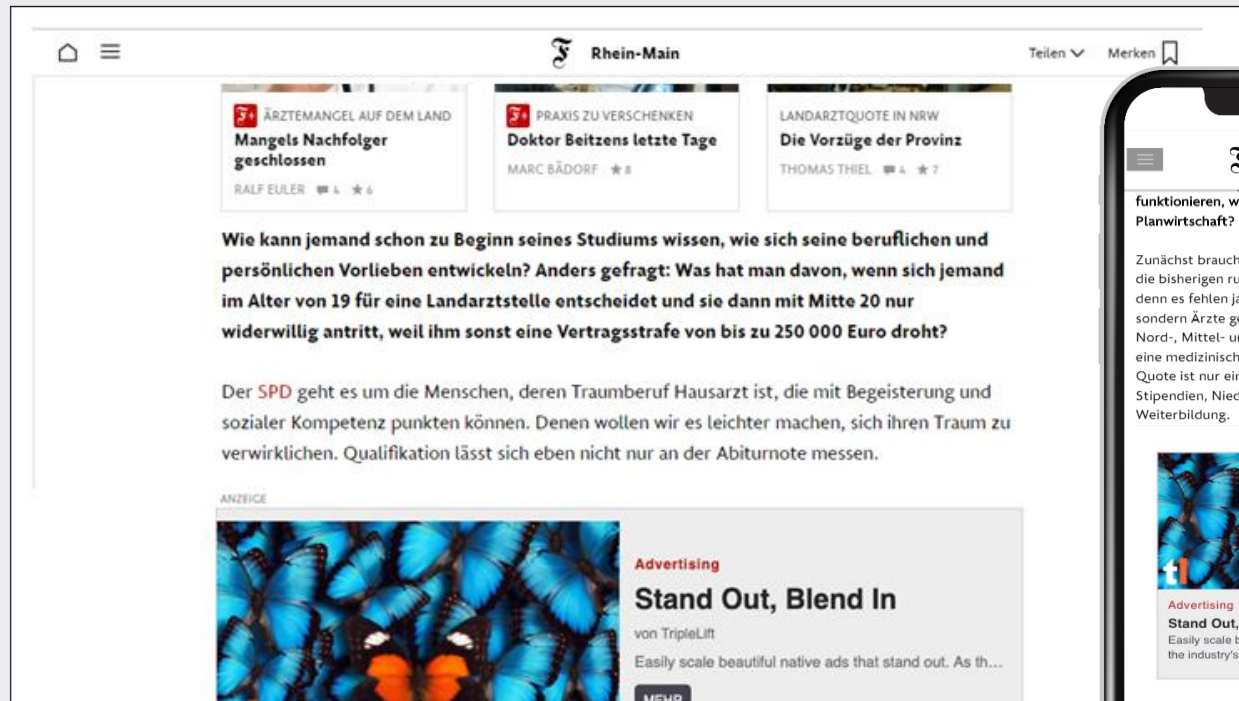 Rhein-Main
Teilen
Merken
F+ ÄRZTEMANGEL AUF DEM LAND
Mangels Nachfolger
geschlossen
RALF EULER 4 6
F+ PRAXIS ZU VERSCHENKEN
Doktor Beitzens letzte Tage
MARC BÄDORF 8
LANDARZTQUOTE IN NRW
Die Vorzüge der Provinz
THOMAS THIEL 4 7
Wie kann jemand schon zu Beginn seines Studiums wissen, wie sich seine beruflichen und
persönlichen Vorlieben entwickeln? Anders gefragt: Was hat man davon, wenn sich jemand
im Alter von 19 für eine Landarztstelle entscheidet und sie dann mit Mitte 20 nur
widerwillig antritt, weil ihm sonst eine Vertragsstrafe von bis zu 250 000 Euro droht?
Der SPD geht es um die Menschen, deren Traumberuf Hausarzt ist, die mit Begeisterung und
sozialer Kompetenz punkten können. Denen wollen wir es leichter machen, sich ihren Traum zu
verwirklichen. Qualifikation lässt sich eben nicht nur an der Abiturnote messen.
ANZEIGE
Advertising
Stand Out, Blend In
von TripleLift
Easily scale beautiful native ads that stand out. As th...
MEHR
funktionieren, w
Planwirtschaft?
Zunächst brauch
die bisherigen ru
denn es fehlen ja
sondern Ärzte ge
Nord-, Mittel- un
eine medizinisch
Quote ist nur ein
Stipendien, Nied
Weiterbildung.
tl
Advertising
Stand Out,
Easily scale b
the industry's